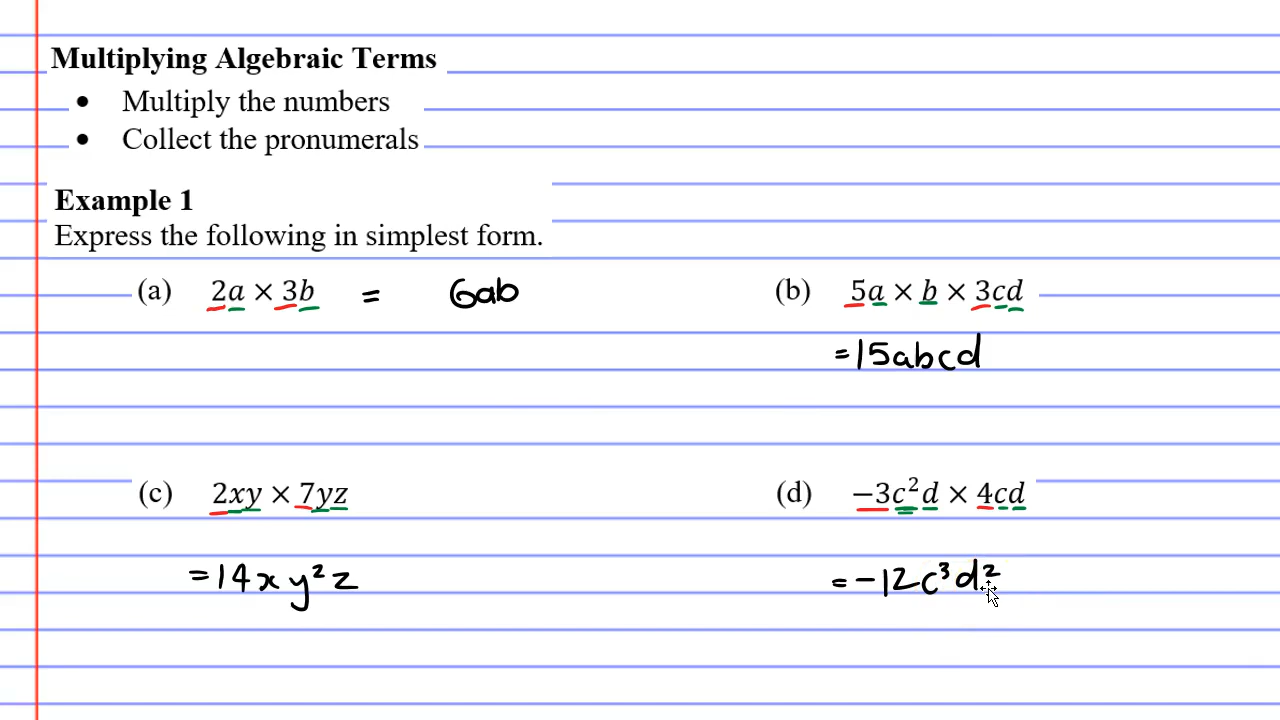 Multiplying Algebraic Terms
• Multiply the numbers
• Collect the pronumerals
Example 1
Express the following in simplest form.
(a) 2a × 3b = 6ab
(b) 5a × b × 3cd
= 15abcd
(c) 2xy × 7yz
= 14xy²z
(d) −3c²d × 4cd
= −12c³d²